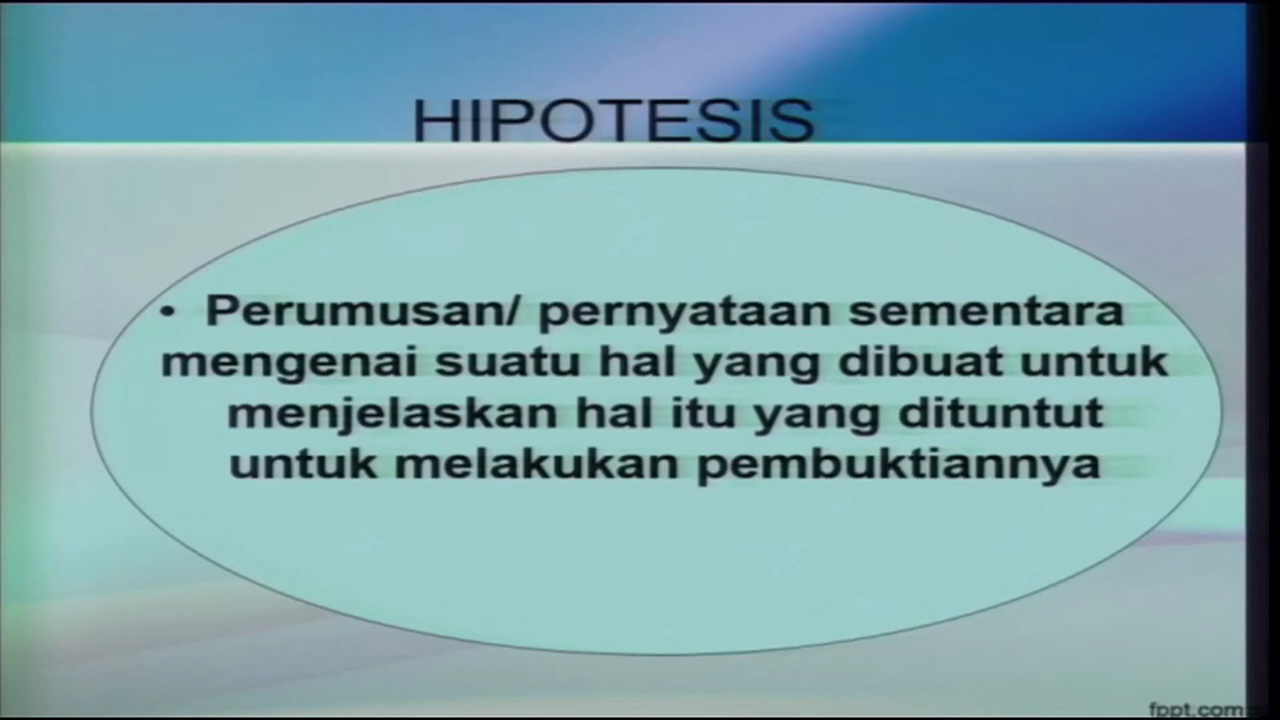 HIPOTESIS
• Perumusan/ pernyataan sementara
mengenai suatu hal yang dibuat untuk
menjelaskan hal itu yang dituntut
untuk melakukan pembuktiannya
fppt.com